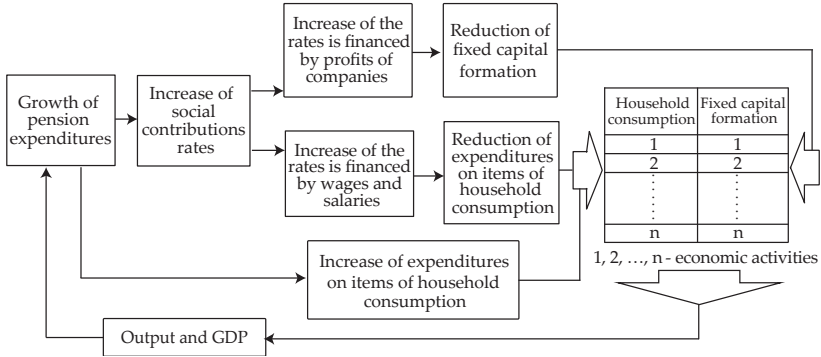 Growth of
pension
expenditures
Increase of
social
contributions
rates
Increase of the
rates is financed
by profits of
companies
Reduction of
fixed capital
formation
Increase of the
rates is financed
by wages and
salaries
Reduction of
expenditures
on items of
household
consumption
Increase of expenditures
on items of household
consumption
Household
consumption
Fixed capital
formation
1 1
2 2
n n
1, 2, …, n - economic activities
Output and GDP